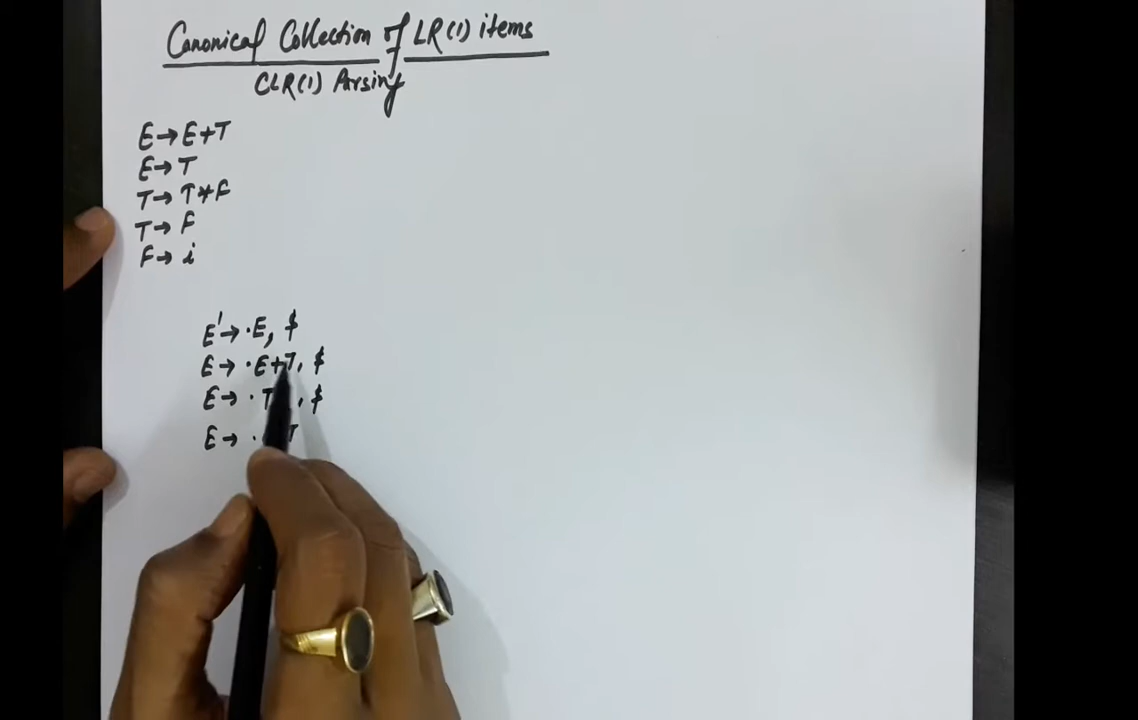 Canonical Collection of LR(1) items
CLR(1) Parsing
E→E+T
E→T
T→T*F
T→F
F→i
E'→·E, $
E→·E+T, $
E→·T, $
E→·